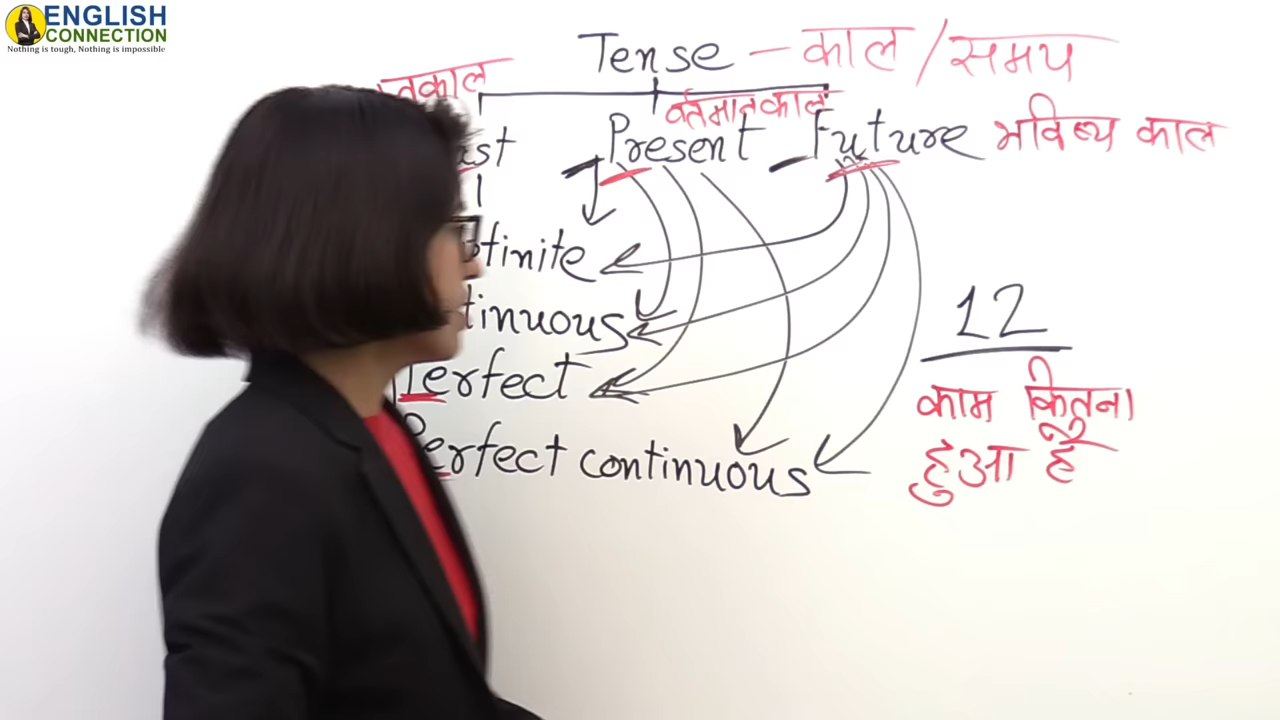 ENGLISH
CONNECTION
Nothing is tough, Nothing is impossible
Tense – काल / समय
वर्तमानकाल
Present Future भविष्य काल
12
Perfect
काम कितना
Perfect continuous
हुआ है